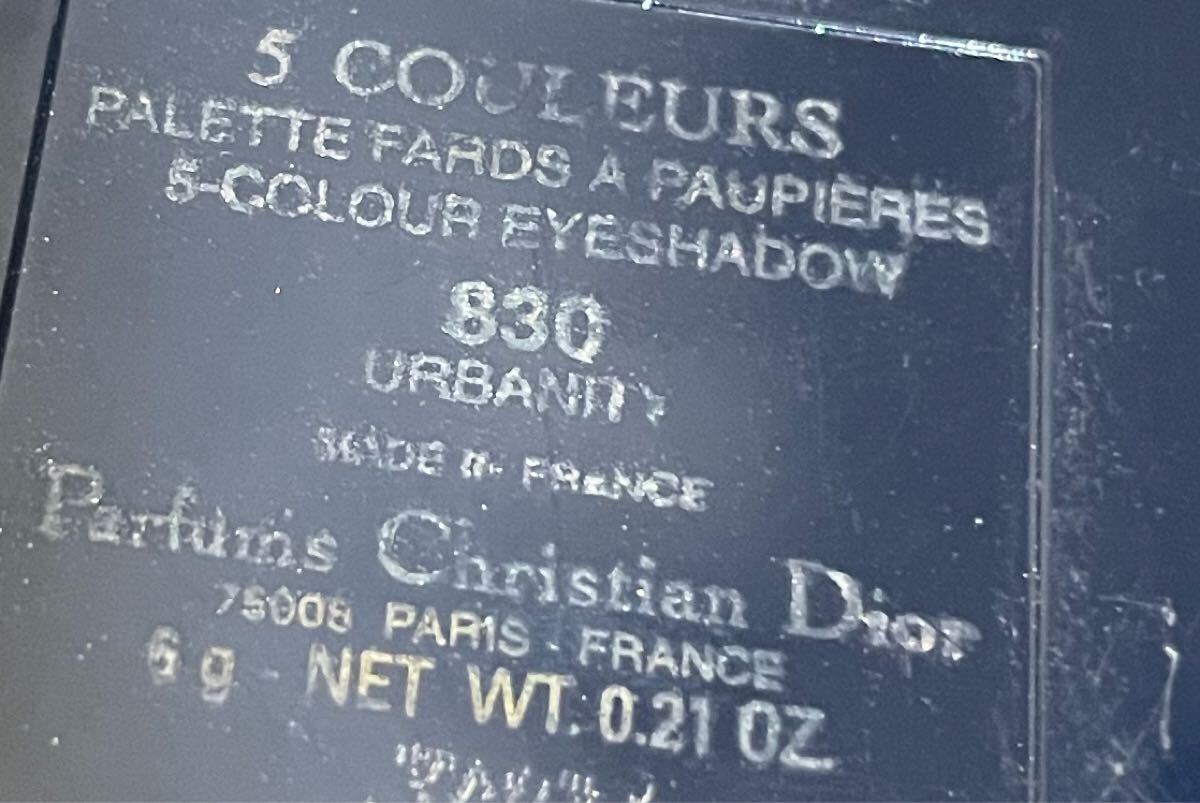 5 COULEURS
PALETTE FARDS A PAUPIÈRES
5-COLOUR EYESHADOW
830
URBANITY
MADE IN FRANCE
Parfums Christian Dior
75008 PARIS - FRANCE
6 g - NET WT. 0.21 OZ.